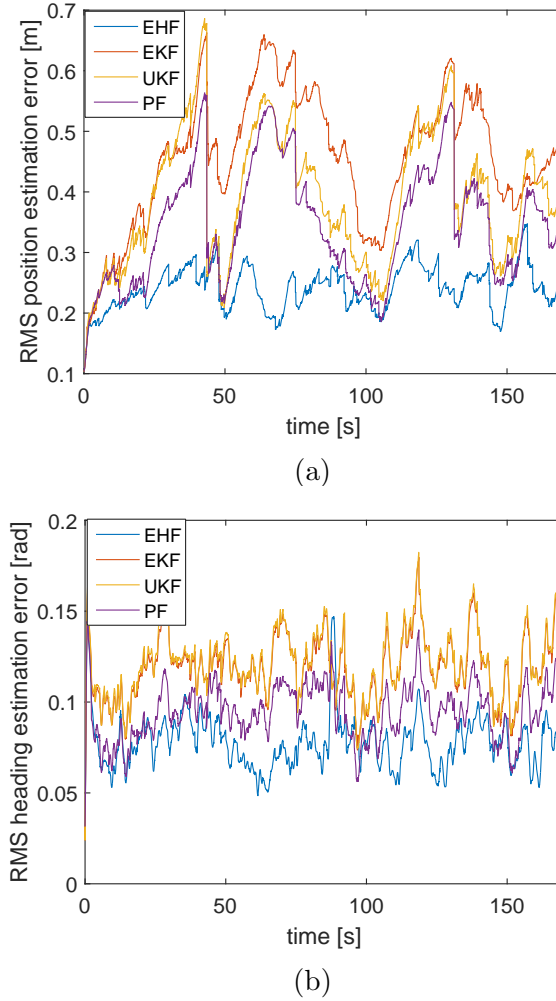 0.7
0.6
0.5
0.4
0.3
0.2
0.1
RMS position estimation error [m]
EHF
EKF
UKF
PF
0 50 100 150
time [s]
(a)
0.2
0.15
0.1
0.05
0
RMS heading estimation error [rad]
EHF
EKF
UKF
PF
0 50 100 150
time [s]
(b)